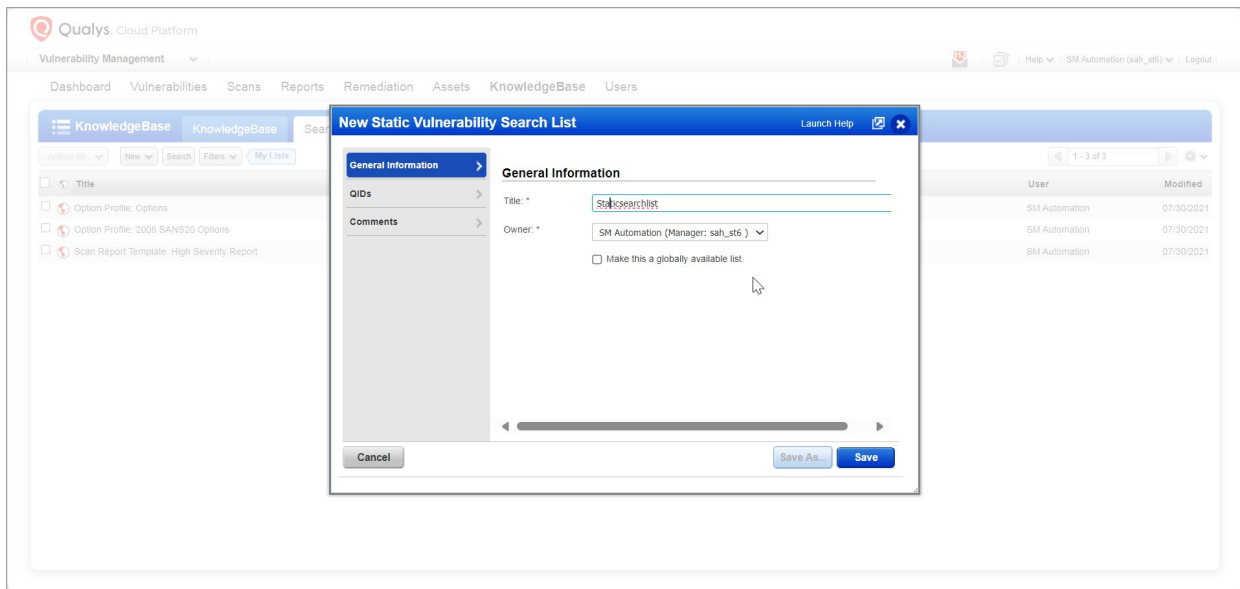 Qualys. Cloud Platform
Vulnerability Management
Help SM Automation (sah_st6) Logout
Dashboard Vulnerabilities Scans Reports Remediation Assets KnowledgeBase Users
KnowledgeBase KnowledgeBase Sear
New Static Vulnerability Search List Launch Help
Actions (0) New Search Filters My Lists
1 - 3 of 3
Title User Modified
Option Profile: Options SM Automation 07/30/2021
Option Profile: 2008 SANS20 Options SM Automation 07/30/2021
Scan Report Template: High Severity Report SM Automation 07/30/2021
General Information
QIDs
Comments
General Information
Title: * Staticsearchlist
Owner: * SM Automation (Manager: sah_st6 )
Make this a globally available list.
Cancel Save As... Save